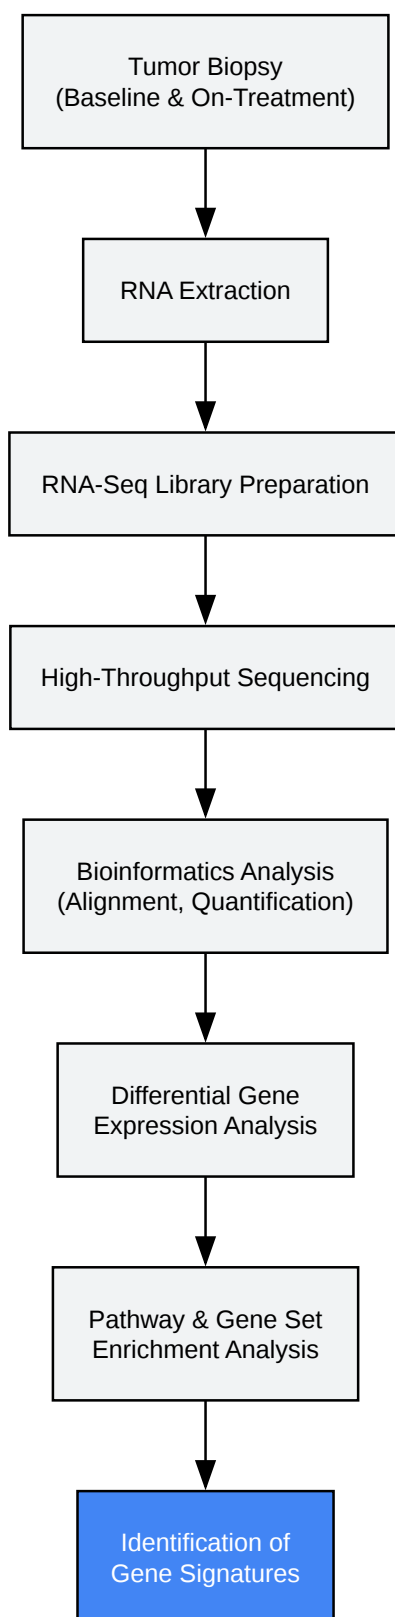 Tumor Biopsy
(Baseline & On-Treatment)
RNA Extraction
RNA-Seq Library Preparation
High-Throughput Sequencing
Bioinformatics Analysis
(Alignment, Quantification)
Differential Gene
Expression Analysis
Pathway & Gene Set
Enrichment Analysis
Identification of
Gene Signatures